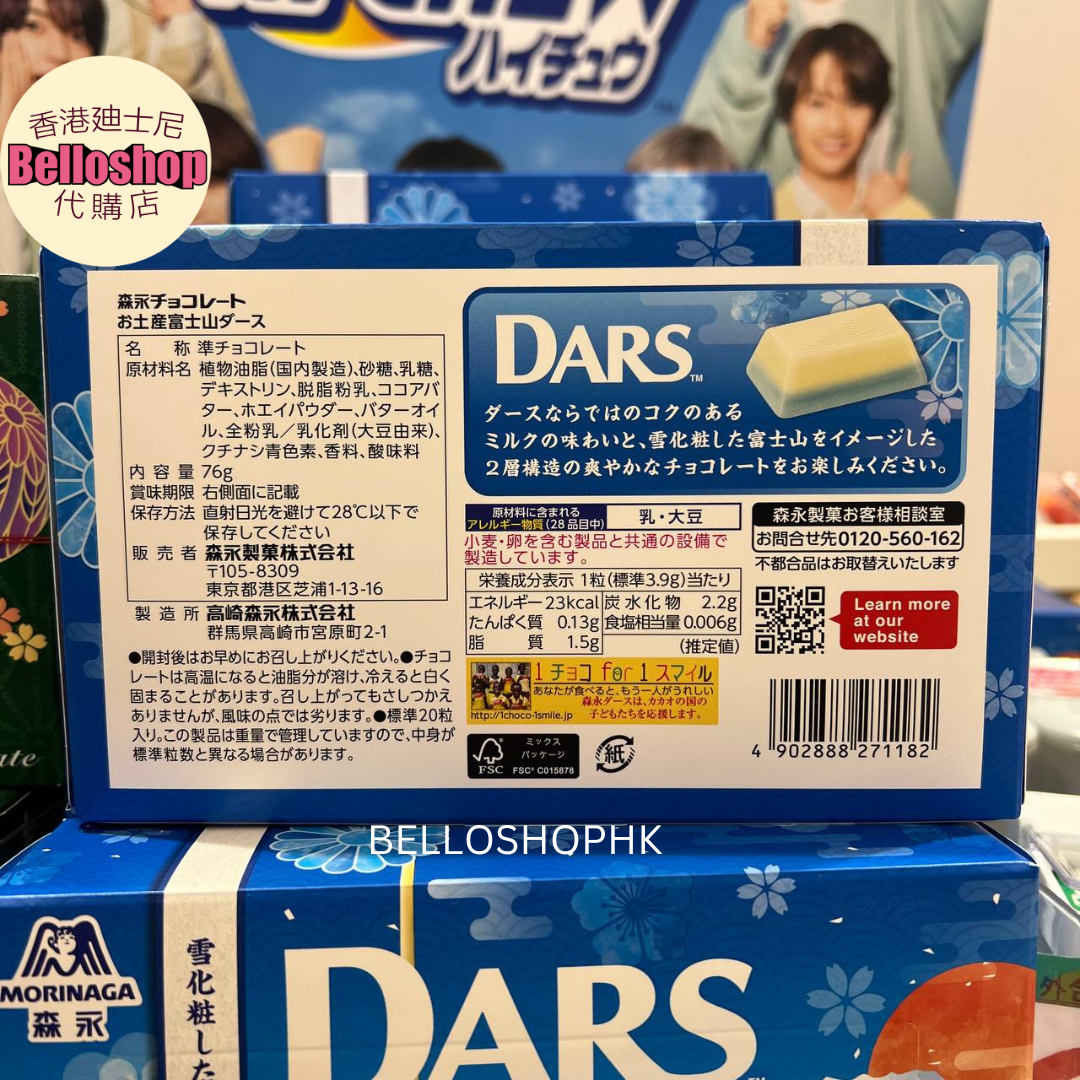 ハイチュウ
香港廸士尼
Belloshop
代購店
森永チョコレート
お土産富士山ダース
名 称 準チョコレート
原材料名 植物油脂(国内製造)、砂糖、乳糖、
デキストリン、脱脂粉乳、ココアバ
ター、ホエイパウダー、バターオイ
ル、全粉乳/乳化剤(大豆由来)、
クチナシ青色素、香料、酸味料
内容量 76g
賞味期限 右側面に記載
保存方法 直射日光を避けて28℃以下で
保存してください
販売者 森永製菓株式会社
〒105-8309
東京都港区芝浦1-13-16
製造所 高崎森永株式会社
群馬県高崎市宮原町2-1
●開封後はお早めにお召し上がりください。●チョコ
レートは高温になると油脂分が溶け、冷えると白く
固まることがあります。召し上がってもさしつかえ
ありませんが、風味の点では劣ります。●標準20粒
入り。この製品は重量で管理していますので、中身が
標準粒数と異なる場合があります。
DARS™
ダースならではのコクのある
ミルクの味わいと、雪化粧した富士山をイメージした
2層構造の爽やかなチョコレートをお楽しみください。
原材料に含まれる
アレルギー物質(28品目中)
乳・大豆
小麦・卵を含む製品と共通の設備で
製造しています。
栄養成分表示 1粒(標準3.9g)当たり
エネルギー 23kcal 炭水化物 2.2g
たんぱく質 0.13g 食塩相当量 0.006g
脂質 1.5g (推定値)
1チョコ for 1スマイル
あなたが食べると、もう一人がうれしい
森永ダースは、カカオの国の
http://1choco-1smile.jp 子どもたちを応援します。
FSC
ミックス
パッケージ
FSC® C015878
紙
森永製菓お客様相談室
お問合せ先0120-560-162
不都合品はお取替えいたします
Learn more
at our
website
4 902888 271182
BELLOSHOPHK
MORINAGA
森永
雪化粧した
DARS
ate